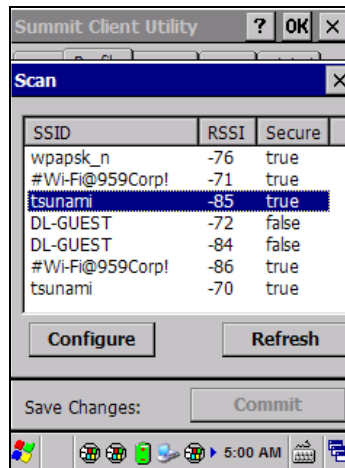 Summit Client Utility ? OK ×
Scan ×
SSID RSSI Secure
wpapsk_n -76 true
#Wi-Fi@959Corp! -71 true
tsunami -85 true
DL-GUEST -72 false
DL-GUEST -84 false
#Wi-Fi@959Corp! -86 true
tsunami -70 true
Configure Refresh
Save Changes: Commit
5:00 AM